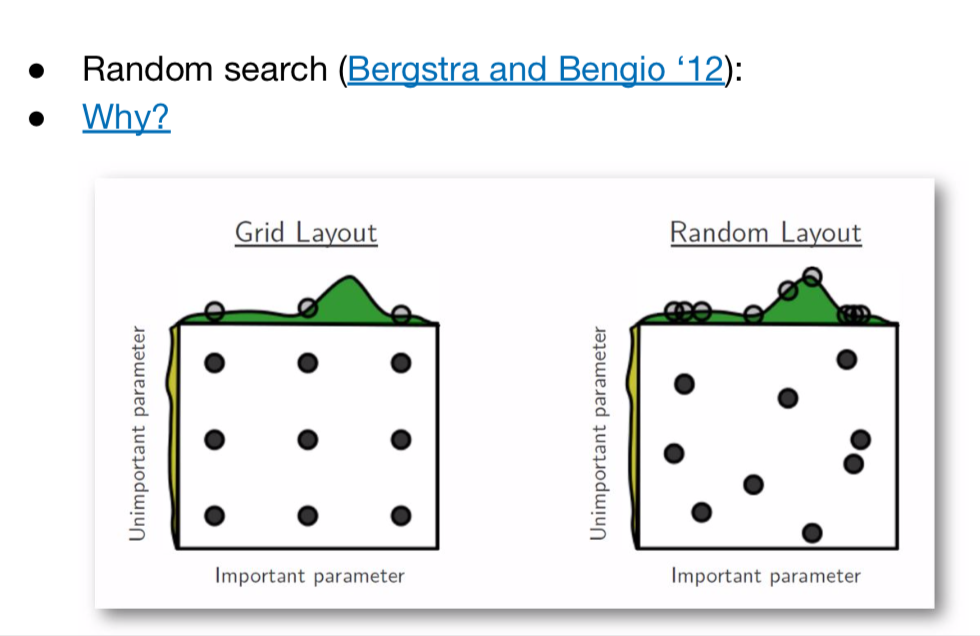 ● Random search (Bergstra and Bengio ‘12):
● Why?
Grid Layout
Unimportant parameter
Important parameter
Random Layout
Unimportant parameter
Important parameter